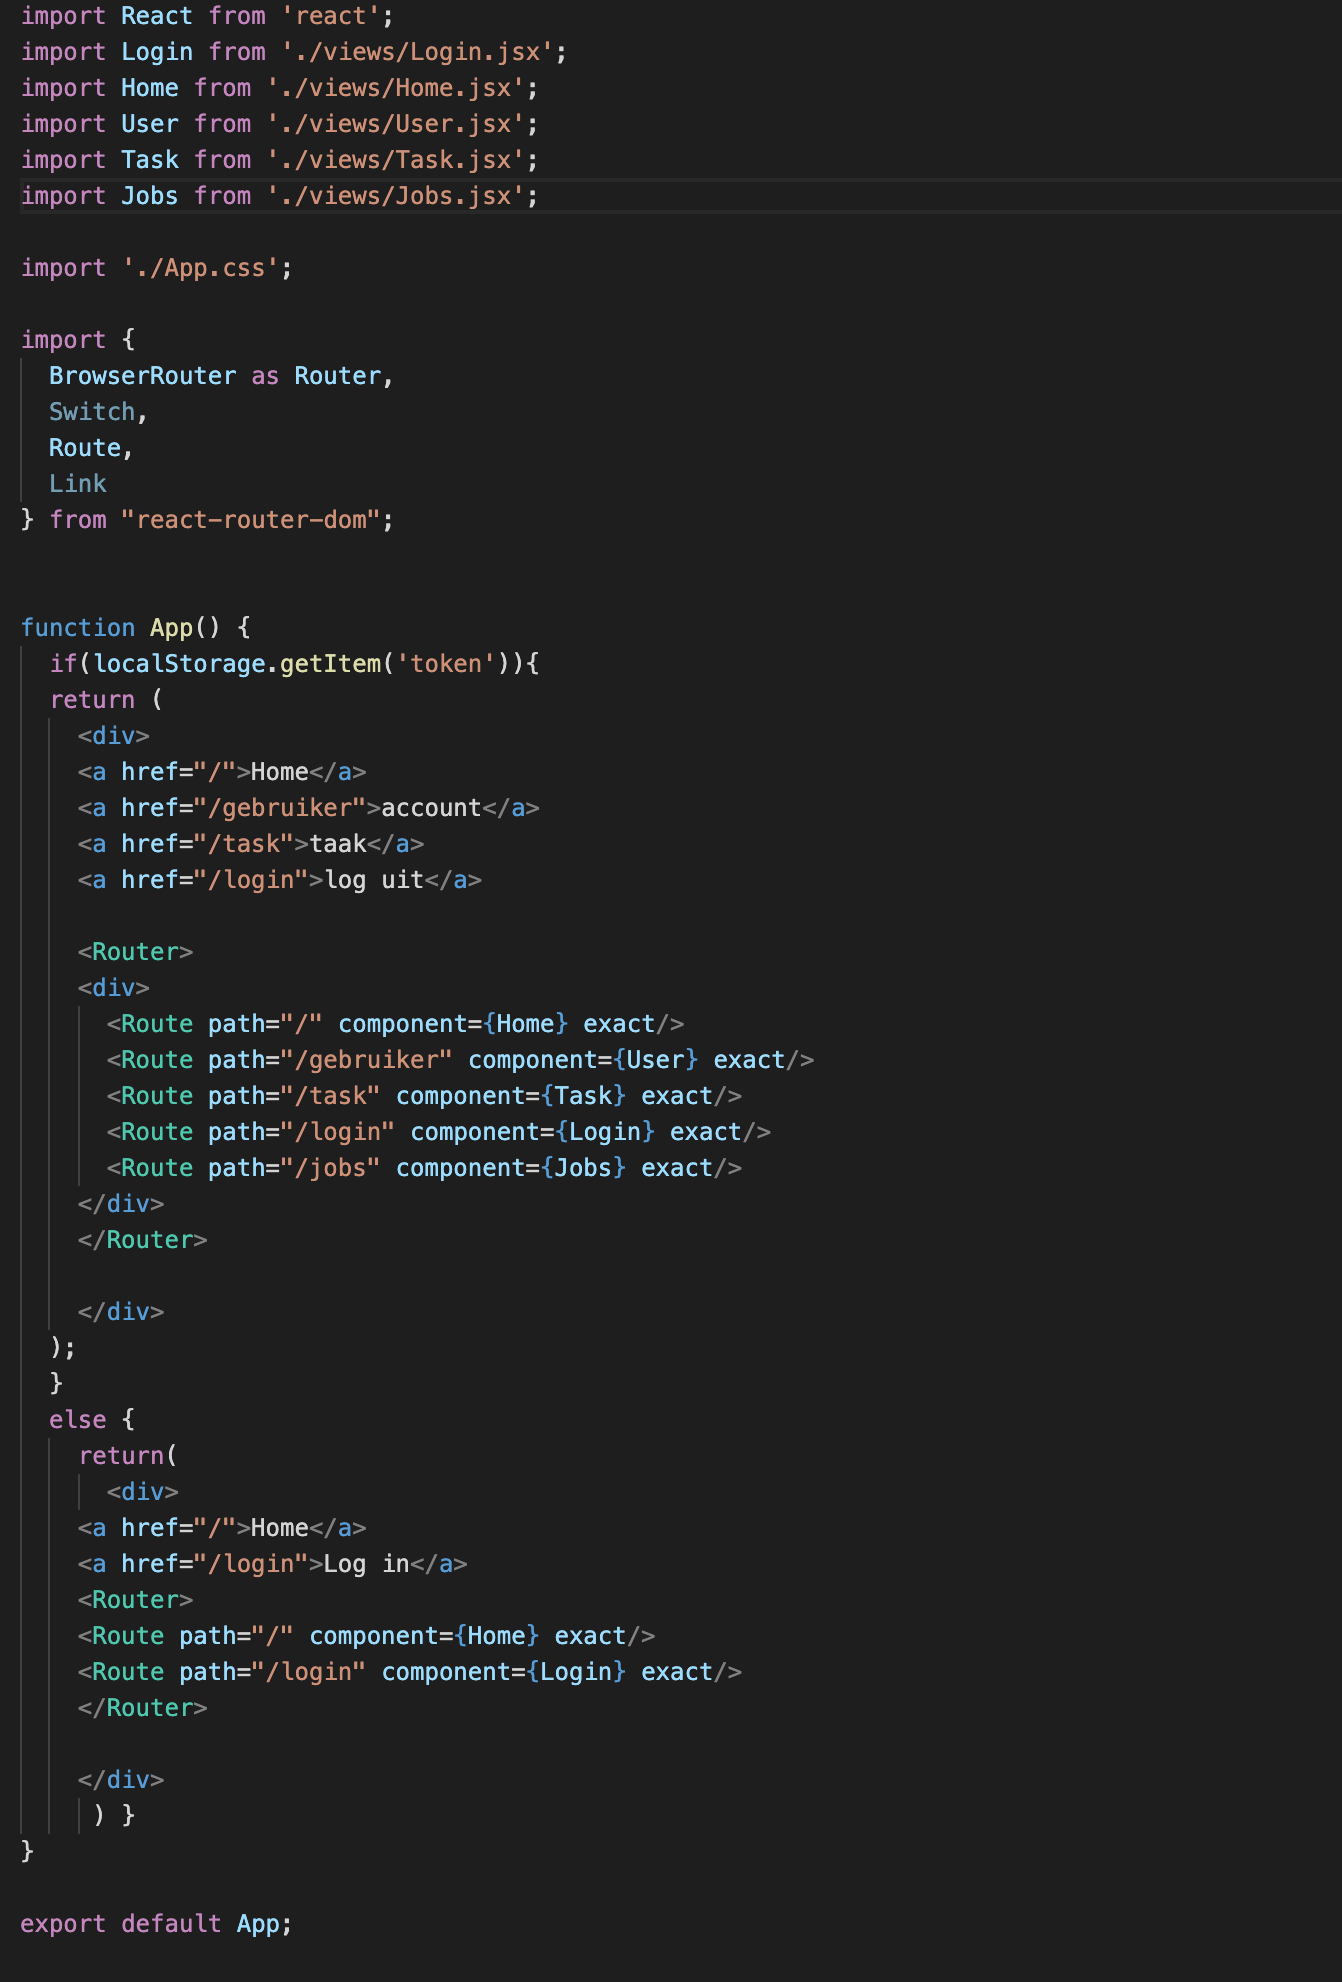 import React from 'react';
import Login from './views/Login.jsx';
import Home from './views/Home.jsx';
import User from './views/User.jsx';
import Task from './views/Task.jsx';
import Jobs from './views/Jobs.jsx';
import './App.css';
import {
BrowserRouter as Router,
Switch,
Route,
Link
} from "react-router-dom";
function App() {
if(localStorage.getItem('token')){
return (
<div>
<a href="/">Home</a>
<a href="/gebruiker">account</a>
<a href="/task">taak</a>
<a href="/login">log uit</a>
<Router>
<div>
<Route path="/" component={Home} exact/>
<Route path="/gebruiker" component={User} exact/>
<Route path="/task" component={Task} exact/>
<Route path="/login" component={Login} exact/>
<Route path="/jobs" component={Jobs} exact/>
</div>
</Router>
</div>
);
}
else {
return(
<div>
<a href="/">Home</a>
<a href="/login">Log in</a>
<Router>
<Route path="/" component={Home} exact/>
<Route path="/login" component={Login} exact/>
</Router>
</div>
) }
}
export default App;